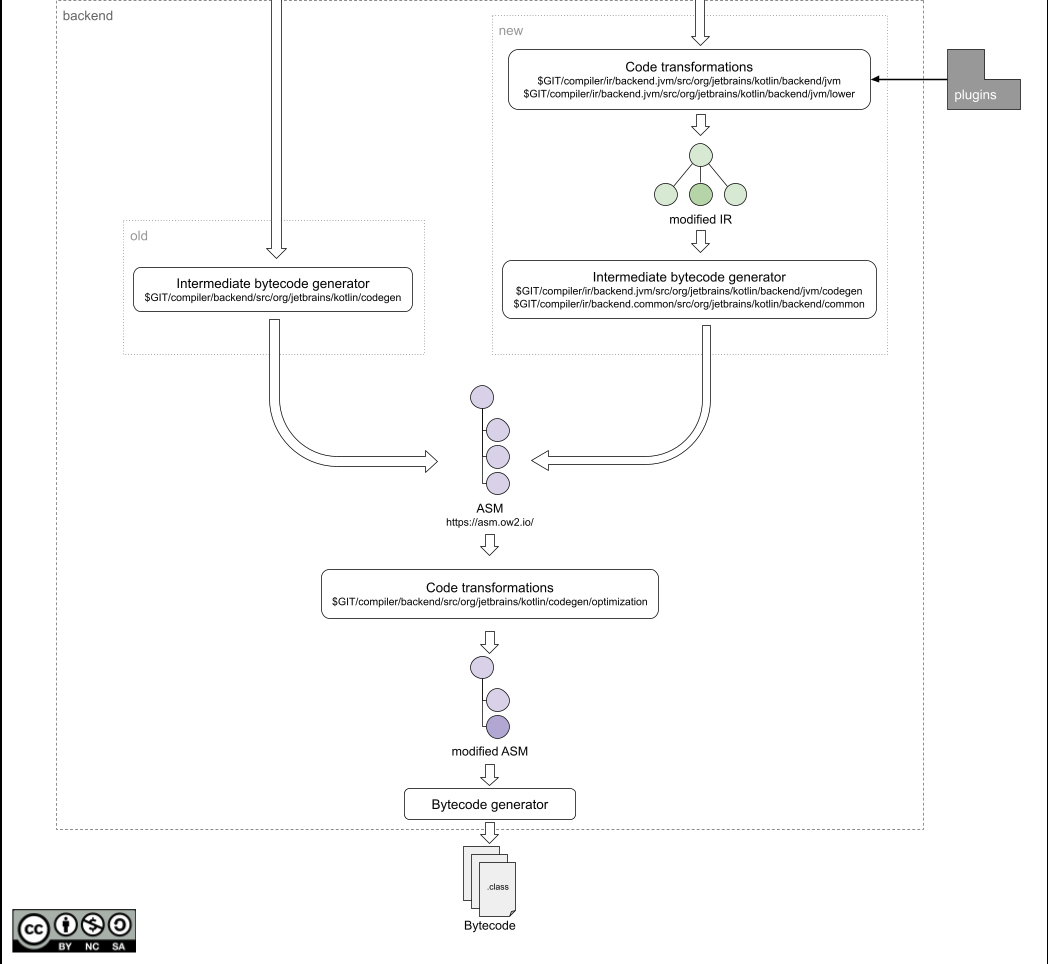 backend
new
Code transformations
$GIT/compiler/ir/backend.jvm/src/org/jetbrains/kotlin/backend/jvm
$GIT/compiler/ir/backend.jvm/src/org/jetbrains/kotlin/backend/jvm/lower
plugins
modified IR
old
Intermediate bytecode generator
$GIT/compiler/backend/src/org/jetbrains/kotlin/codegen
Intermediate bytecode generator
$GIT/compiler/ir/backend.jvm/src/org/jetbrains/kotlin/backend/jvm/codegen
$GIT/compiler/ir/backend.common/src/org/jetbrains/kotlin/backend/common
ASM
https://asm.ow2.io/
Code transformations
$GIT/compiler/backend/src/org/jetbrains/kotlin/codegen/optimization
modified ASM
Bytecode generator
.class
Bytecode
cc
BY NC SA